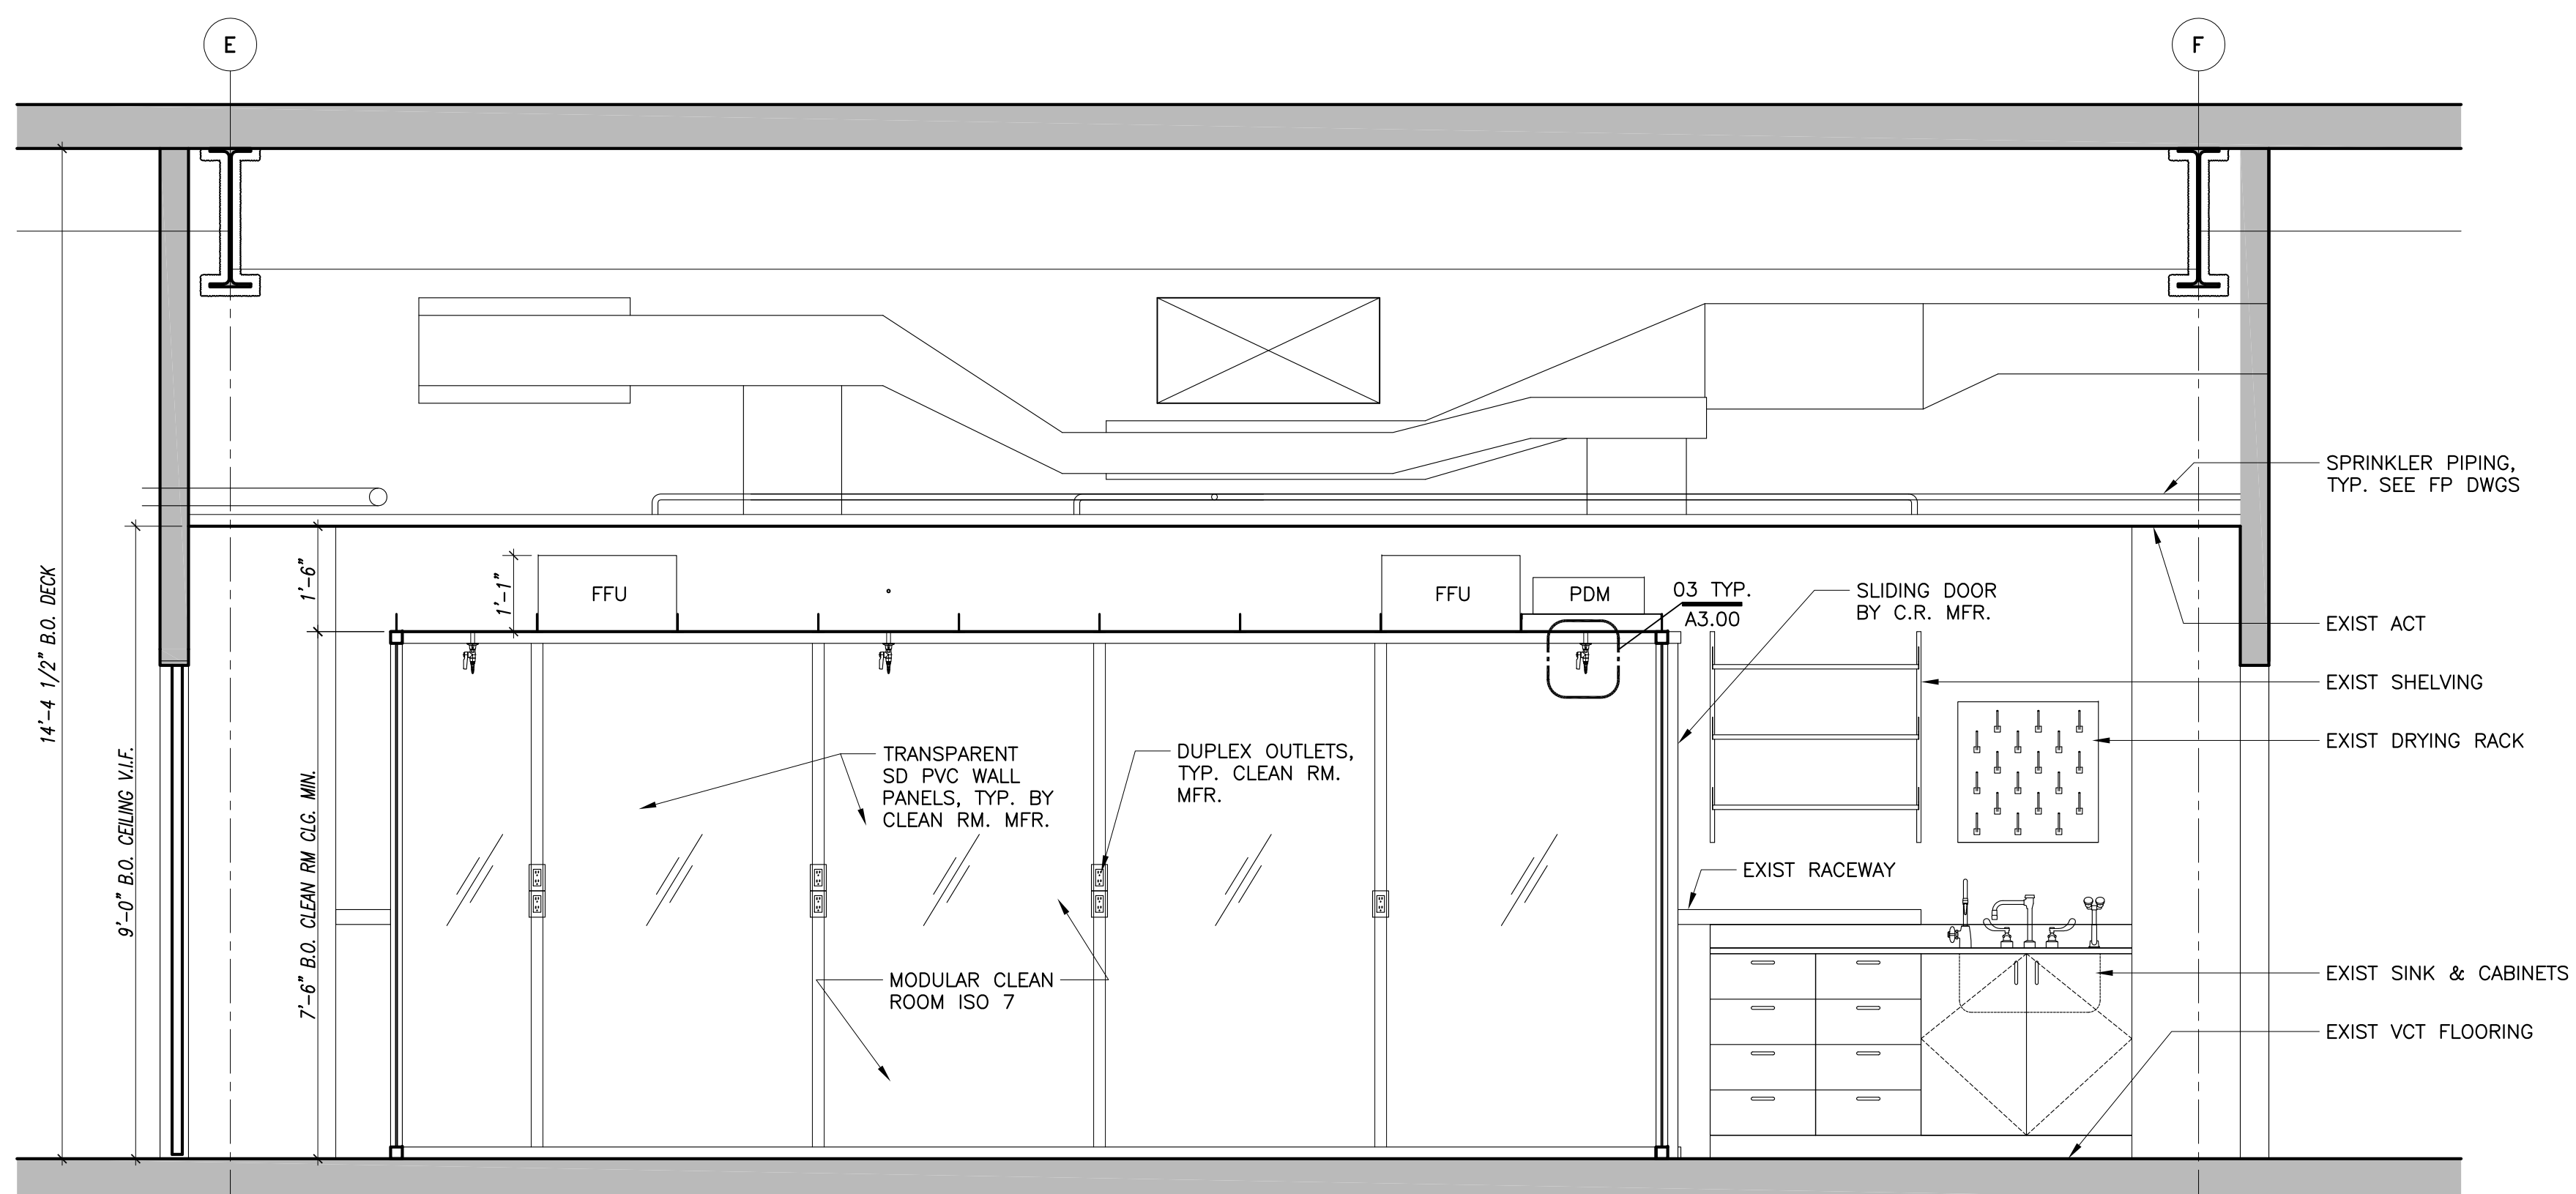 E
F
SPRINKLER PIPING,
TYP. SEE FP DWGS
14'-4 1/2" B.O. DECK
9'-0" B.O. CEILING V.I.F.
1'-6"
7'-6" B.O. CLEAN RM CLG. MIN.
1'-1"
FFU
FFU
PDM
03 TYP.
A3.00
SLIDING DOOR
BY C.R. MFR.
EXIST ACT
EXIST SHELVING
EXIST DRYING RACK
TRANSPARENT
SD PVC WALL
PANELS, TYP. BY
CLEAN RM. MFR.
DUPLEX OUTLETS,
TYP. CLEAN RM.
MFR.
EXIST RACEWAY
MODULAR CLEAN
ROOM ISO 7
EXIST SINK & CABINETS
EXIST VCT FLOORING